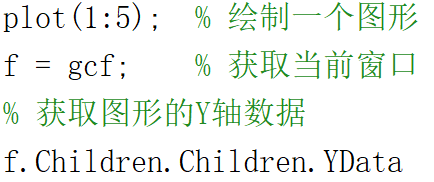 plot(1:5);  % 绘制一个图形
f = gcf;    % 获取当前窗口
% 获取图形的Y轴数据
f.Children.Children.YData